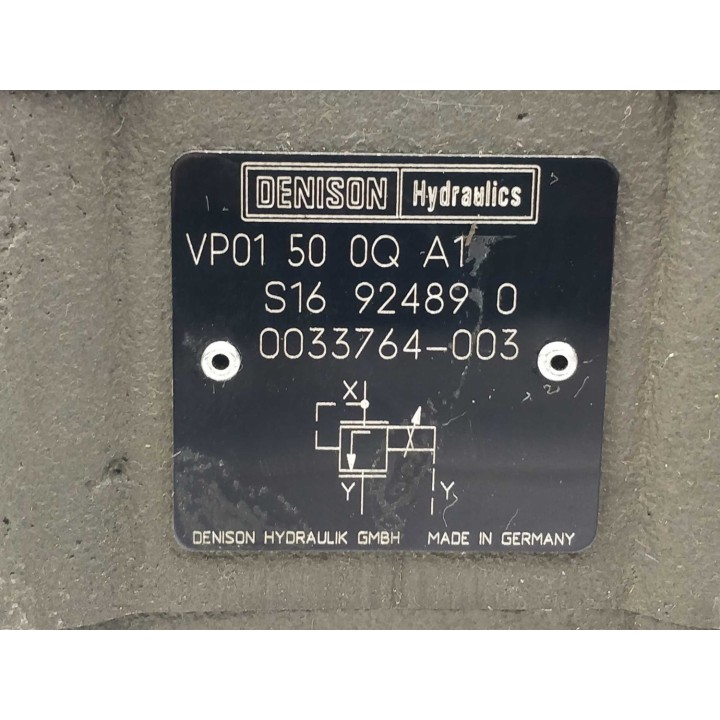 DENISON Hydraulics
VP01 50 0Q A1
S16 92489 0
0033764-003
X
Y Y
DENISON HYDRAULIK GMBH MADE IN GERMANY